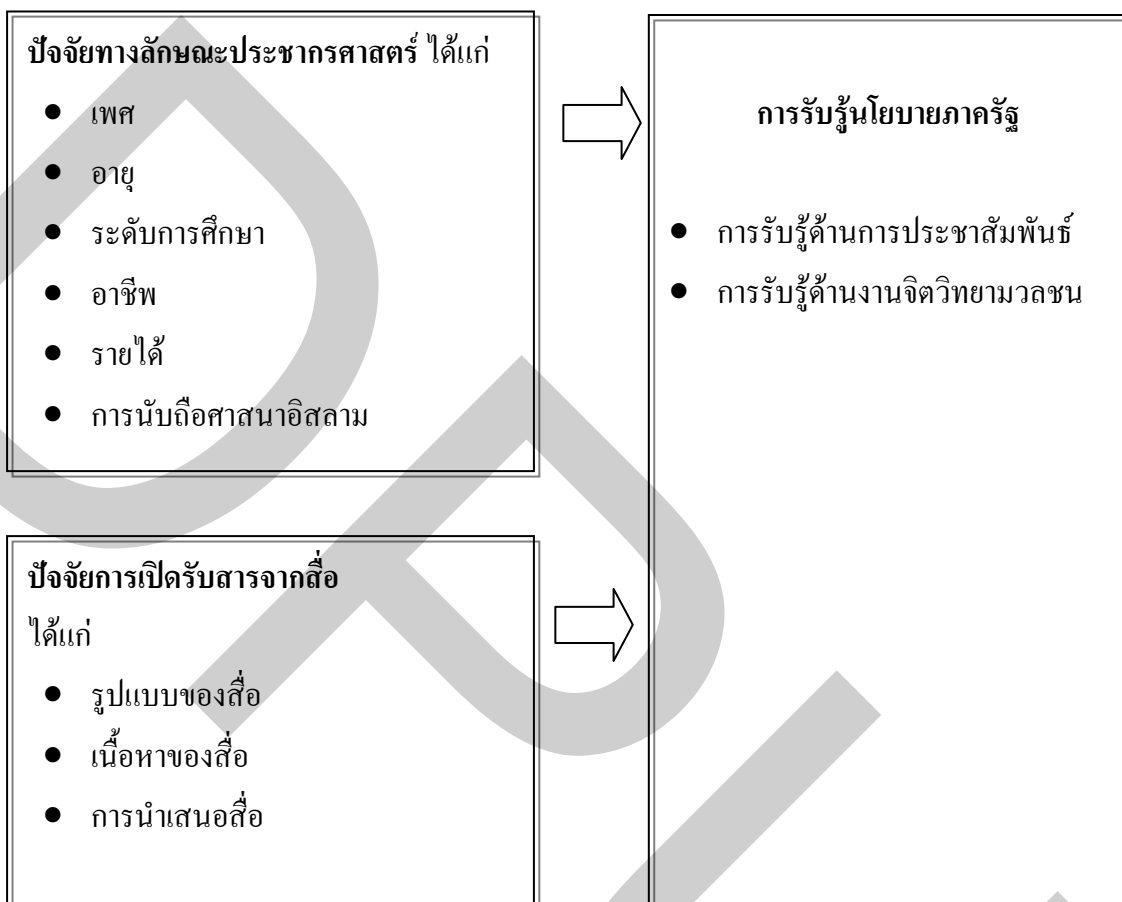 ปัจจัยทางลักษณะประชากรศาสตร์ ได้แก่
● เพศ
● อายุ
● ระดับการศึกษา
● อาชีพ
● รายได้
● การนับถือศาสนาอิสลาม
ปัจจัยการเปิดรับสารจากสื่อ
ได้แก่
● รูปแบบของสื่อ
● เนื้อหาของสื่อ
● การนำเสนอสื่อ
การรับรู้นโยบายภาครัฐ
● การรับรู้ด้านการประชาสัมพันธ์
● การรับรู้ด้านงานจิตวิทยามวลชน